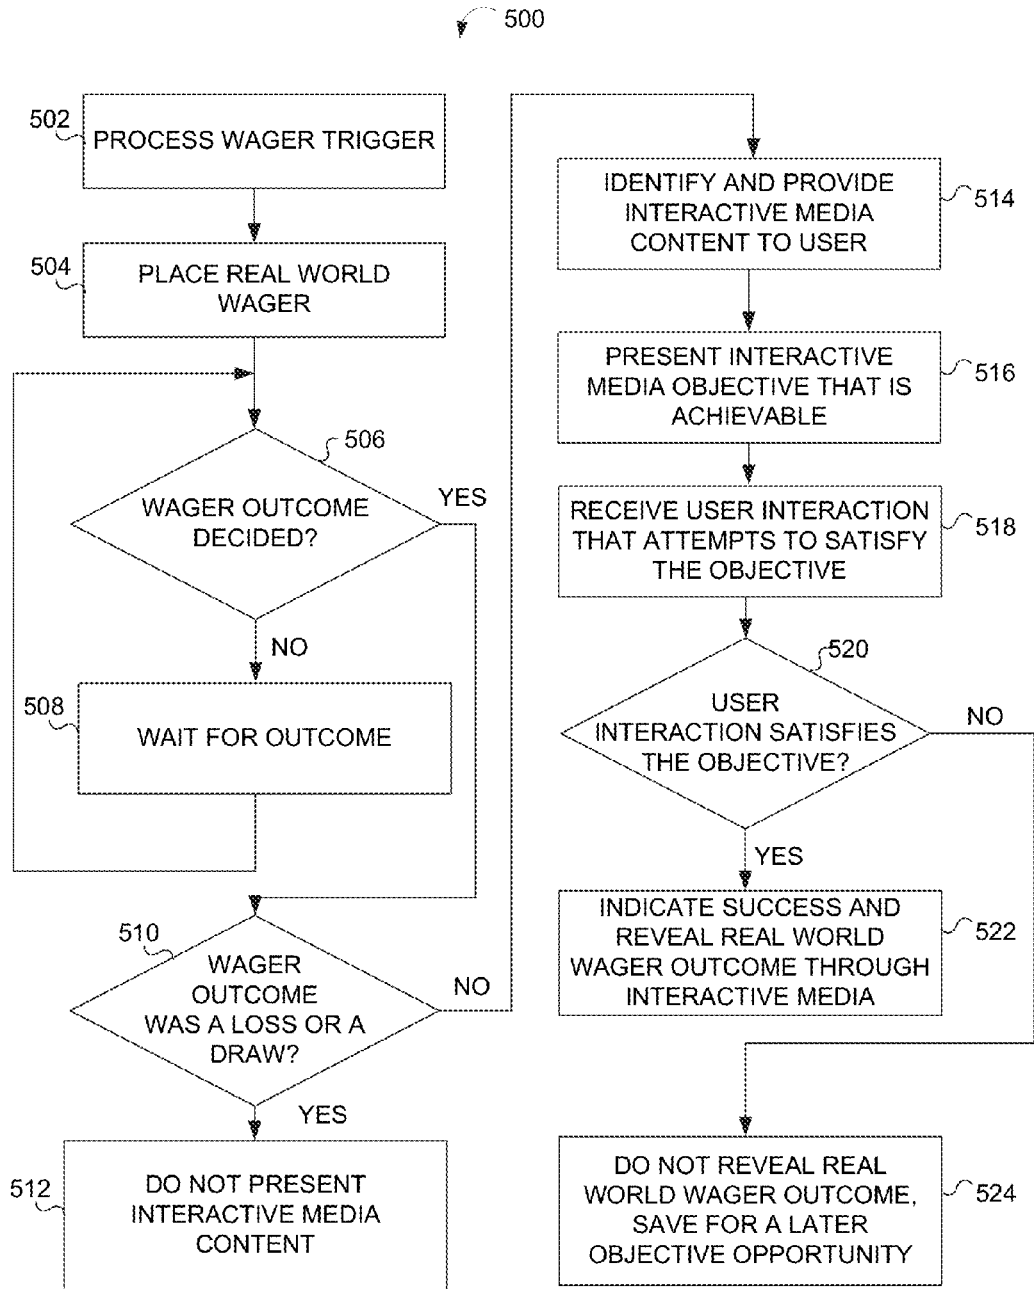 500
502
PROCESS WAGER TRIGGER
504
PLACE REAL WORLD
WAGER
506
WAGER OUTCOME
DECIDED?
YES
NO
508
WAIT FOR OUTCOME
510
WAGER
OUTCOME
WAS A LOSS OR A
DRAW?
NO
YES
512
DO NOT PRESENT
INTERACTIVE MEDIA
CONTENT
IDENTIFY AND PROVIDE
INTERACTIVE MEDIA
CONTENT TO USER
514
PRESENT INTERACTIVE
MEDIA OBJECTIVE THAT IS
ACHIEVABLE
516
RECEIVE USER INTERACTION
THAT ATTEMPTS TO SATISFY
THE OBJECTIVE
518
520
USER
INTERACTION SATISFIES
THE OBJECTIVE?
NO
YES
INDICATE SUCCESS AND
REVEAL REAL WORLD
WAGER OUTCOME THROUGH
INTERACTIVE MEDIA
522
DO NOT REVEAL REAL
WORLD WAGER OUTCOME,
SAVE FOR A LATER
OBJECTIVE OPPORTUNITY
524